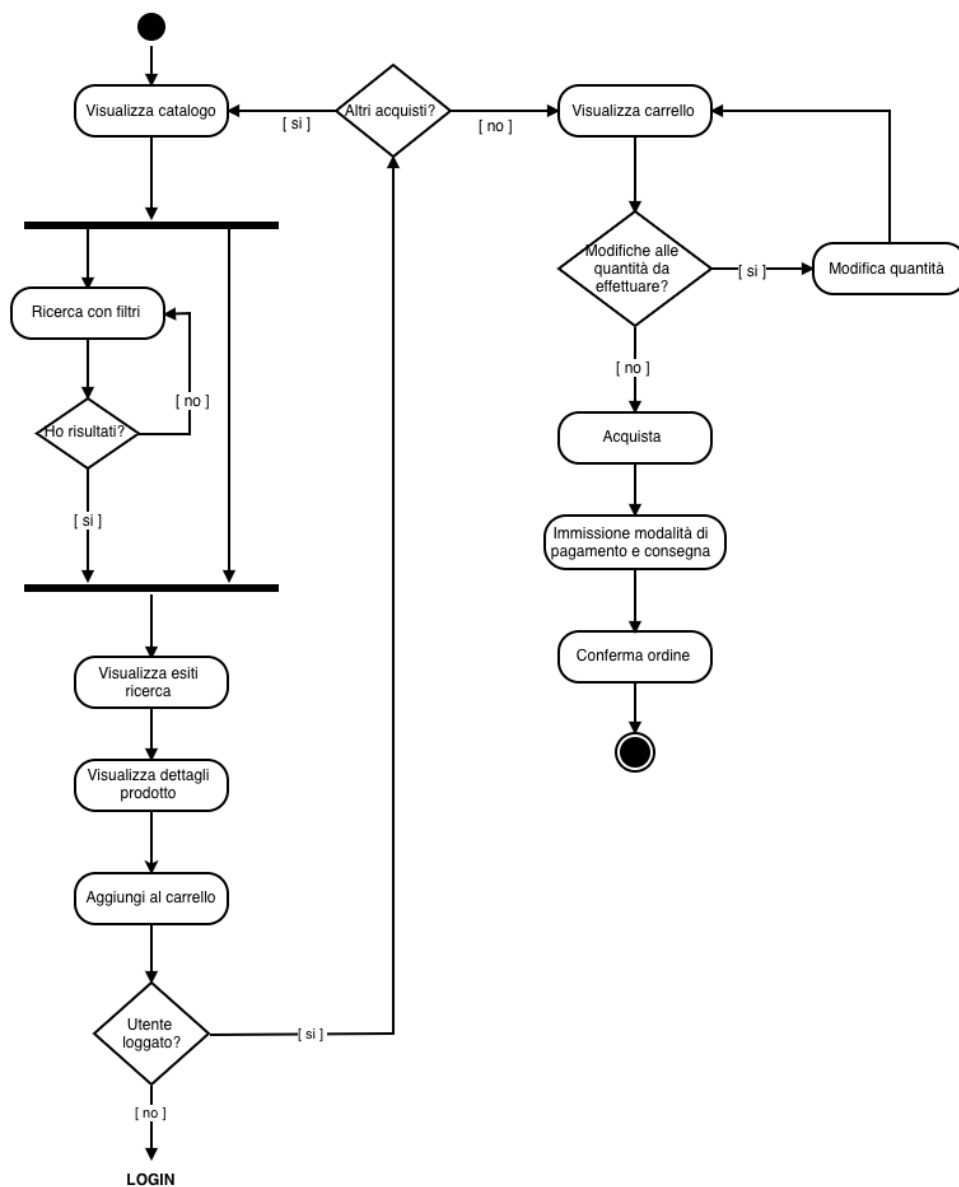 Visualizza catalogo
[ si ]
Altri acquisti?
[ no ]
Visualizza carrello
Modifiche alle
quantità da
effettuare?
[ si ]
Modifica quantità
Ricerca con filtri
[ no ]
Ho risultati?
[ si ]
[ no ]
Acquista
Immissione modalità di
pagamento e consegna
Conferma ordine
Visualizza esiti
ricerca
Visualizza dettagli
prodotto
Aggiungi al carrello
Utente
loggato?
[ si ]
[ no ]
LOGIN